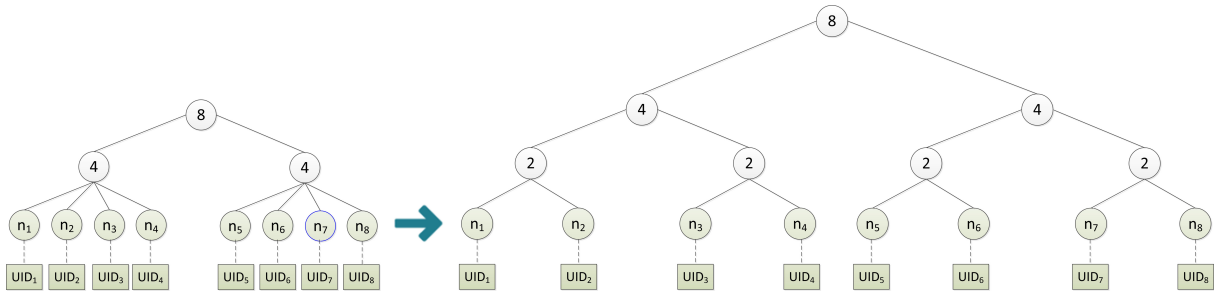 8
8
4 4
4 4
2 2 2 2
n₁ n₂ n₃ n₄ n₅ n₆ n₇ n₈
n₁ n₂ n₃ n₄ n₅ n₆ n₇ n₈
UID₁ UID₂ UID₃ UID₄ UID₅ UID₆ UID₇ UID₈
UID₁ UID₂ UID₃ UID₄ UID₅ UID₆ UID₇ UID₈